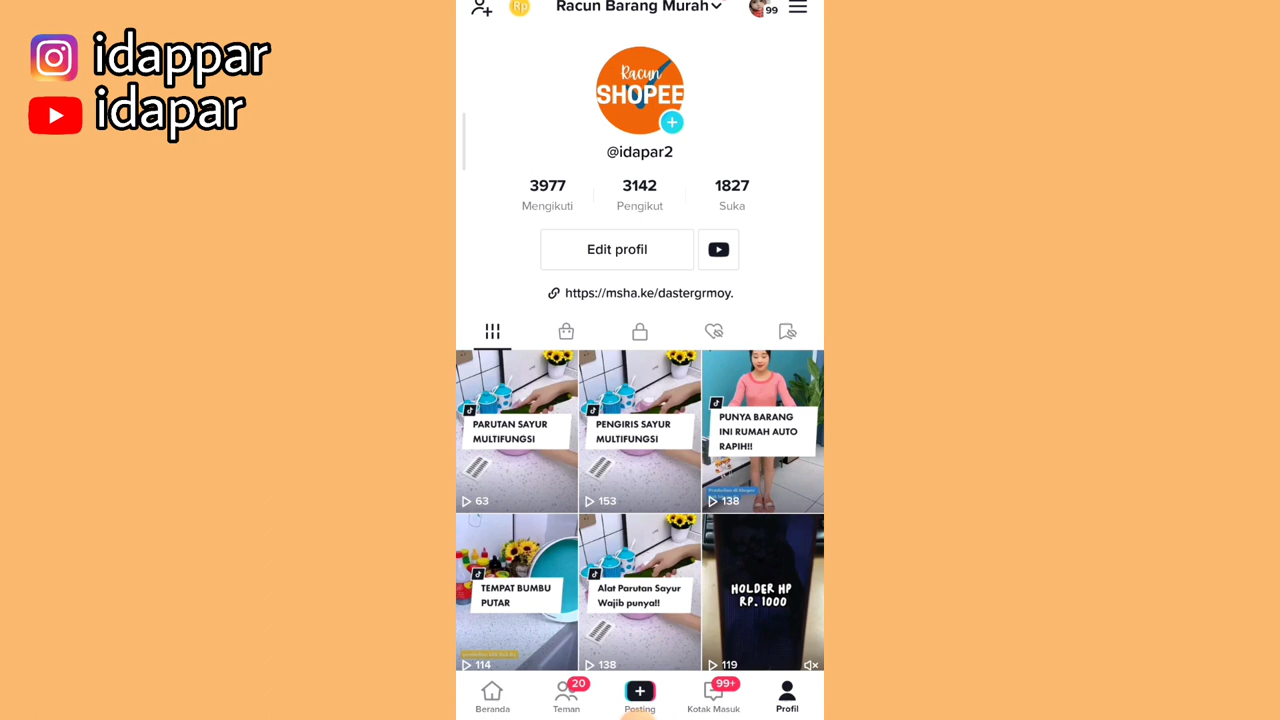 idappar
idapar
Rp
Racun Barang Murah
99
Racun
SHOPEE
@idapar2
3977
3142
1827
Mengikuti
Pengikut
Suka
Edit profil
https://msha.ke/dastergrmoy.
PARUTAN SAYUR
MULTIFUNGSI
63
PENGIRIS SAYUR
MULTIFUNGSI
153
PUNYA BARANG
INI RUMAH AUTO
RAPIH!!
138
TEMPAT BUMBU
PUTAR
114
Alat Parutan Sayur
Wajib punya!!
138
HOLDER HP
RP. 1000
119
20
99+
Beranda
Teman
Posting
Kotak Masuk
Profil